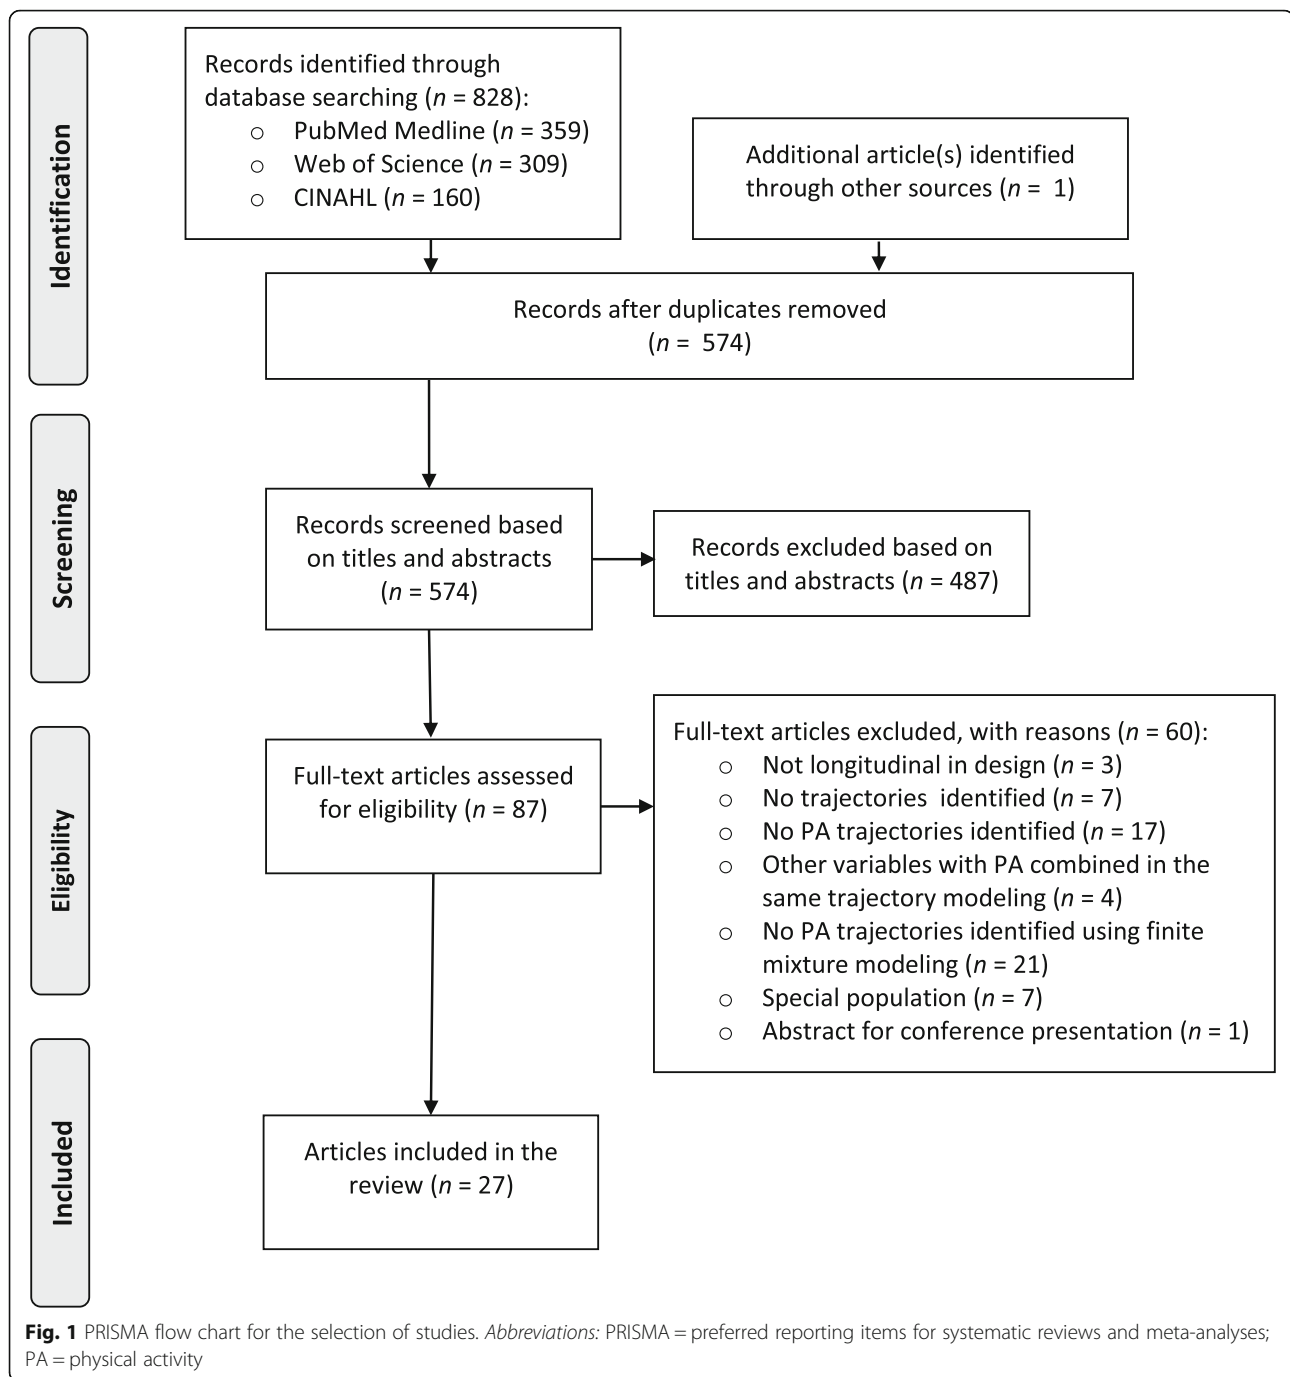 Identification
Records identified through
database searching (n = 828):
o PubMed Medline (n = 359)
o Web of Science (n = 309)
o CINAHL (n = 160)
Additional article(s) identified
through other sources (n = 1)
Records after duplicates removed
(n = 574)
Screening
Records screened based
on titles and abstracts
(n = 574)
Records excluded based on
titles and abstracts (n = 487)
Eligibility
Full-text articles assessed
for eligibility (n = 87)
Full-text articles excluded, with reasons (n = 60):
o Not longitudinal in design (n = 3)
o No trajectories identified (n = 7)
o No PA trajectories identified (n = 17)
o Other variables with PA combined in the
same trajectory modeling (n = 4)
o No PA trajectories identified using finite
mixture modeling (n = 21)
o Special population (n = 7)
o Abstract for conference presentation (n = 1)
Included
Articles included in the
review (n = 27)
Fig. 1 PRISMA flow chart for the selection of studies. Abbreviations: PRISMA = preferred reporting items for systematic reviews and meta-analyses;
PA = physical activity